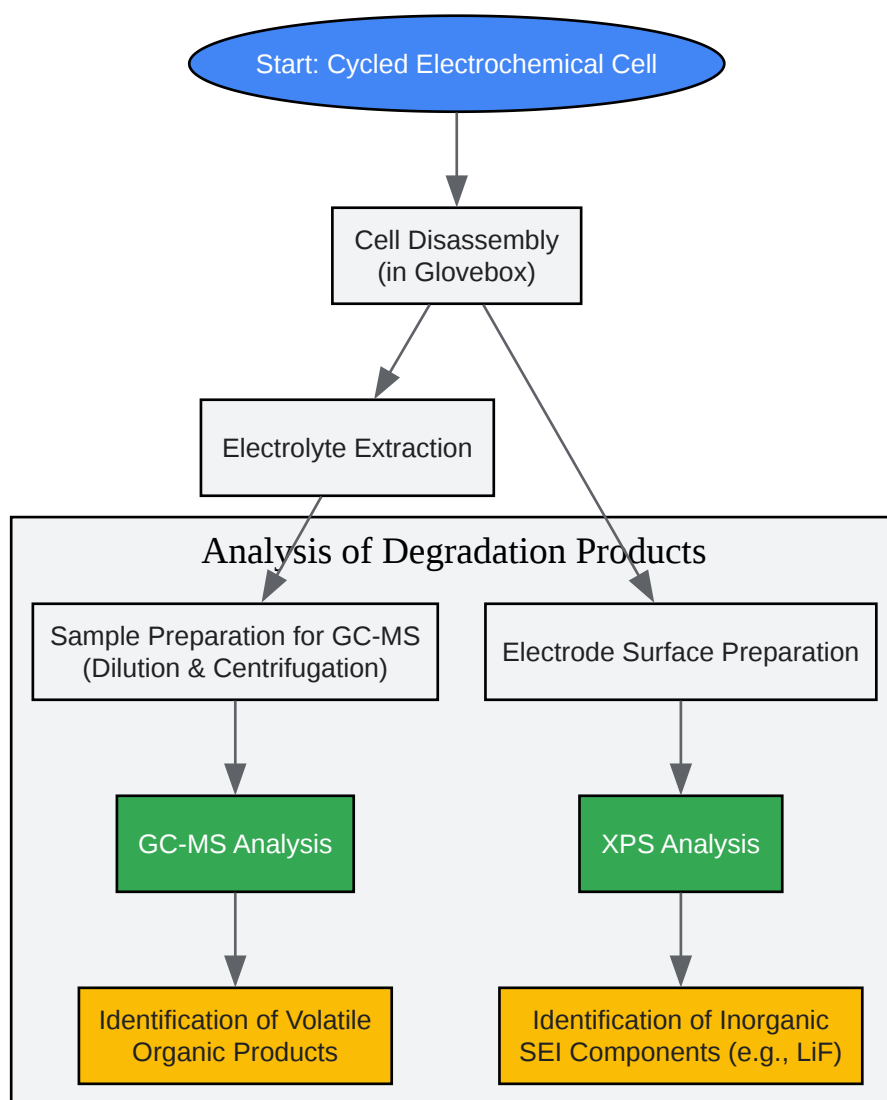 Start: Cycled Electrochemical Cell
Cell Disassembly
(in Glovebox)
Electrolyte Extraction
Analysis of Degradation Products
Sample Preparation for GC-MS
(Dilution & Centrifugation)
Electrode Surface Preparation
GC-MS Analysis
XPS Analysis
Identification of Volatile
Organic Products
Identification of Inorganic
SEI Components (e.g., LiF)